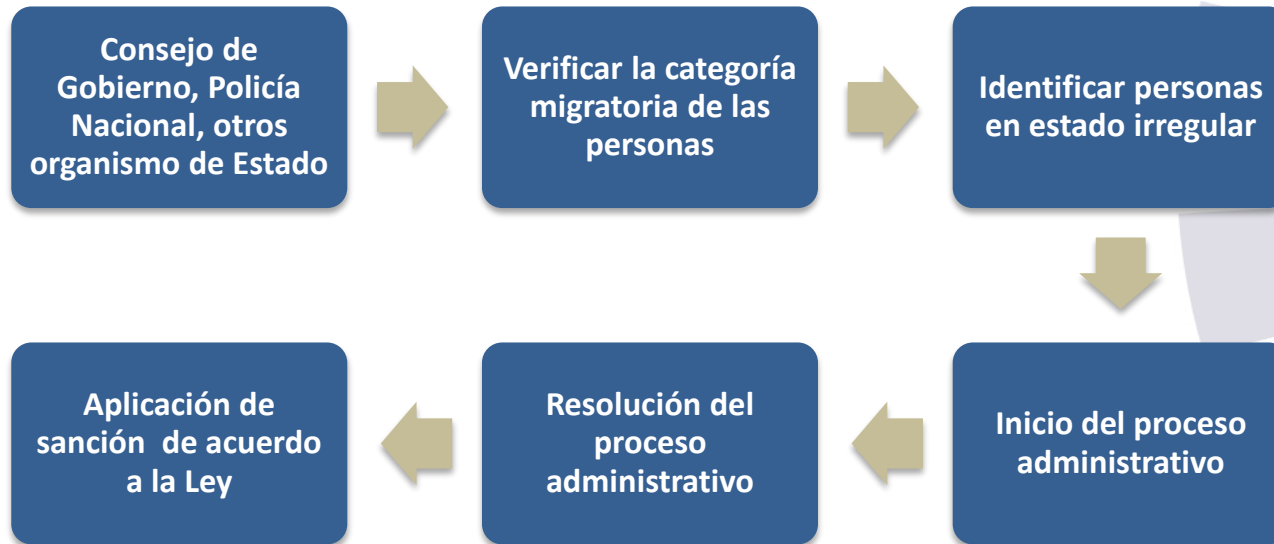 Consejo de
Gobierno, Policía
Nacional, otros
organismo de Estado
Verificar la categoría
migratoria de las
personas
Identificar personas
en estado irregular
Inicio del proceso
administrativo
Resolución del
proceso
administrativo
Aplicación de
sanción de acuerdo
a la Ley